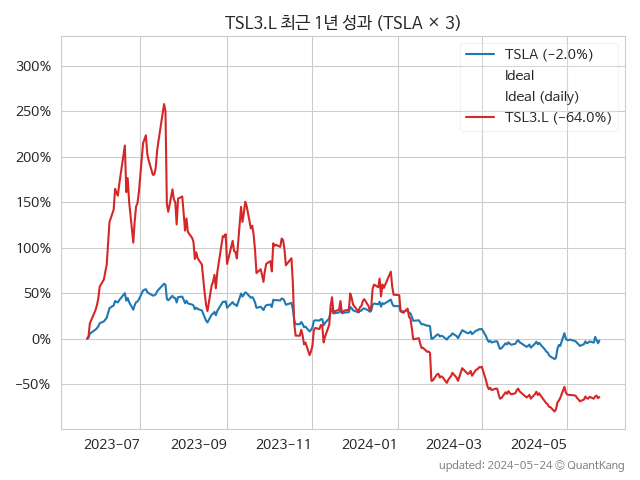 TSL3.L 최근 1년 성과 (TSLA × 3)
TSLA (−2.0%)
Ideal
Ideal (daily)
TSL3.L (−64.0%)
300%
250%
200%
150%
100%
50%
0%
−50%
2023-07 2023-09 2023-11 2024-01 2024-03 2024-05
updated: 2024-05-24 © QuantKang